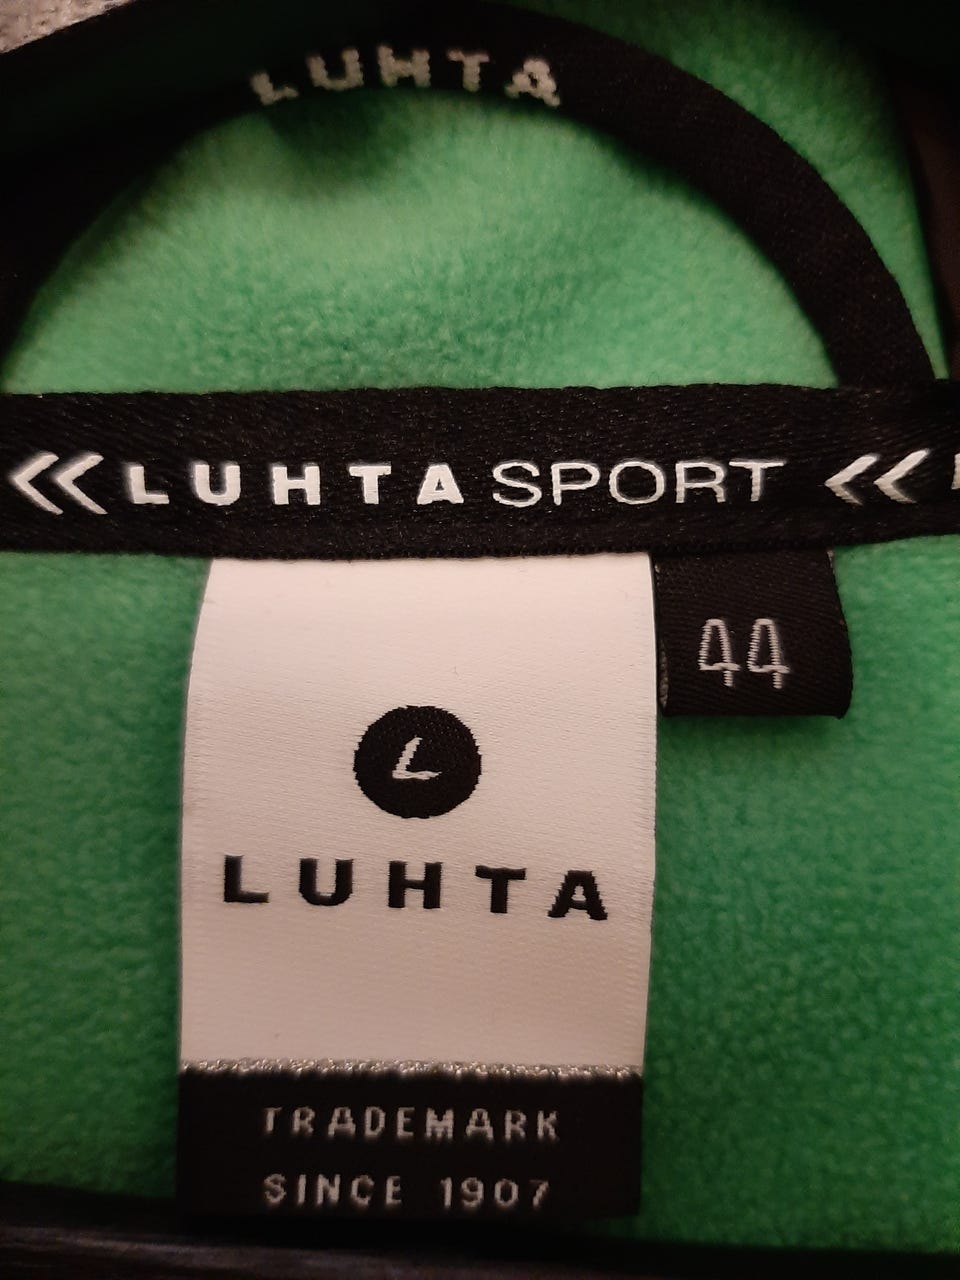 LUHTA
LUHTA SPORT
44
L
LUHTA
TRADEMARK
SINCE 1907